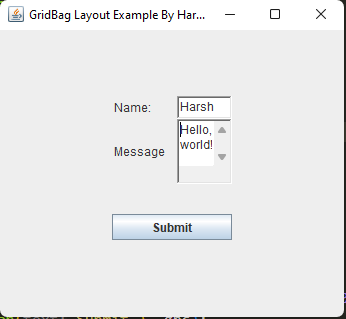 GridBag Layout Example By Har...
Name:
Harsh
Message
Hello,
world!
Submit